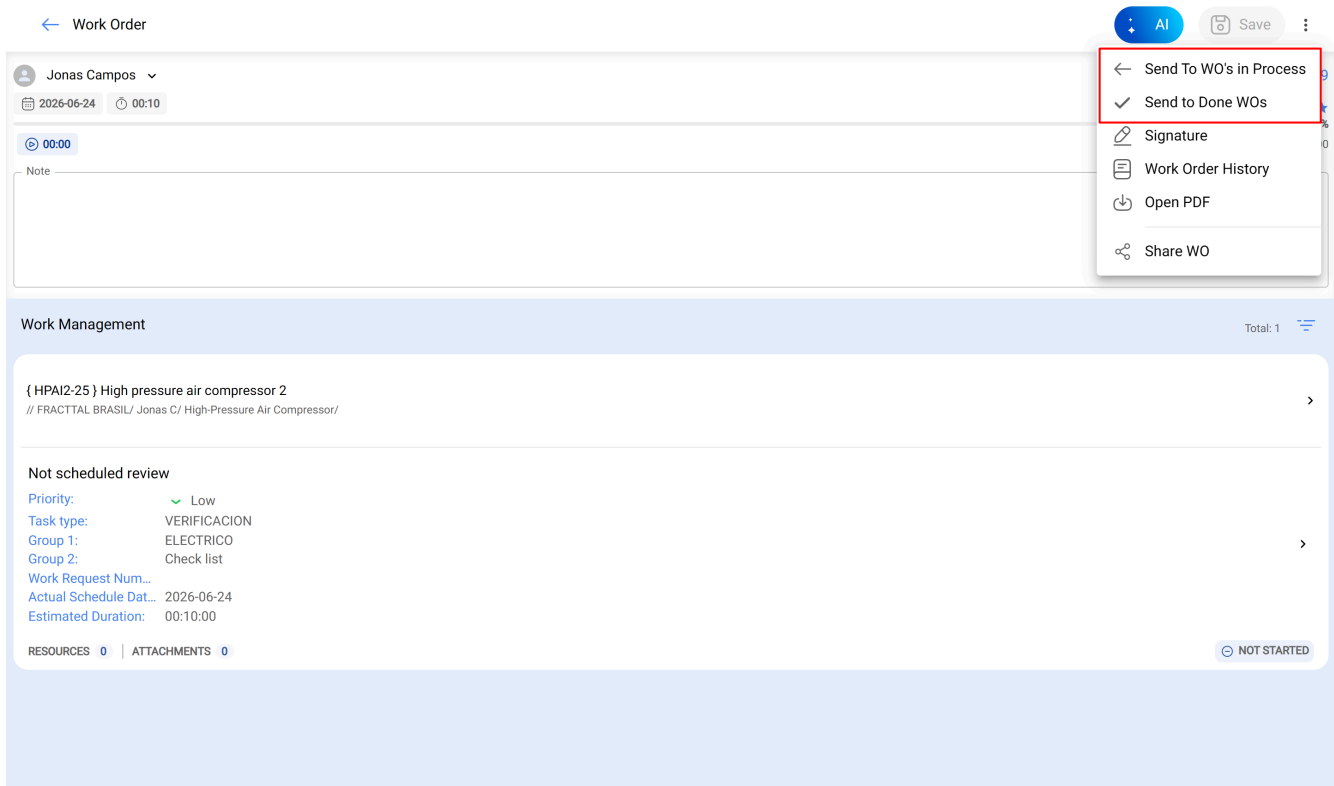 Work Order
AI
Save
Jonas Campos
2026-06-24
00:10
00:00
Note
Send To WO's in Process
Send to Done WOs
Signature
Work Order History
Open PDF
Share WO
9
%
Work Management
Total: 1
{ HPAI2-25 } High pressure air compressor 2
// FRACTTAL BRASIL/ Jonas C/ High-Pressure Air Compressor/
Not scheduled review
Priority: Low
Task type: VERIFICACION
Group 1: ELECTRICO
Group 2: Check list
Work Request Num...
Actual Schedule Dat... 2026-06-24
Estimated Duration: 00:10:00
RESOURCES 0 | ATTACHMENTS 0
NOT STARTED